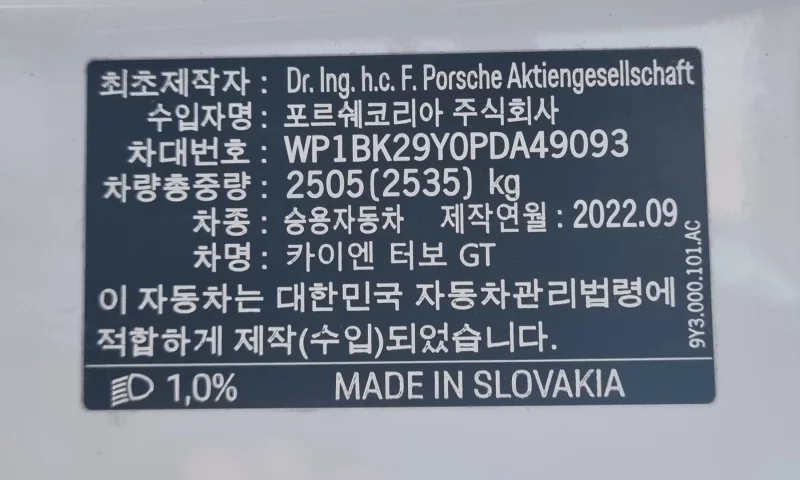 최초제작자 : Dr. Ing. h.c. F. Porsche Aktiengesellschaft
수입자명 : 포르쉐코리아 주식회사
차대번호 : WP1BK29Y0PDA49093
차량총중량 : 2505(2535) kg
차종 : 승용자동차 제작연월 : 2022.09
차명 : 카이엔 터보 GT
이 자동차는 대한민국 자동차관리법령에
적합하게 제작(수입)되었습니다.
1,0% MADE IN SLOVAKIA
9Y3.000.101.AC